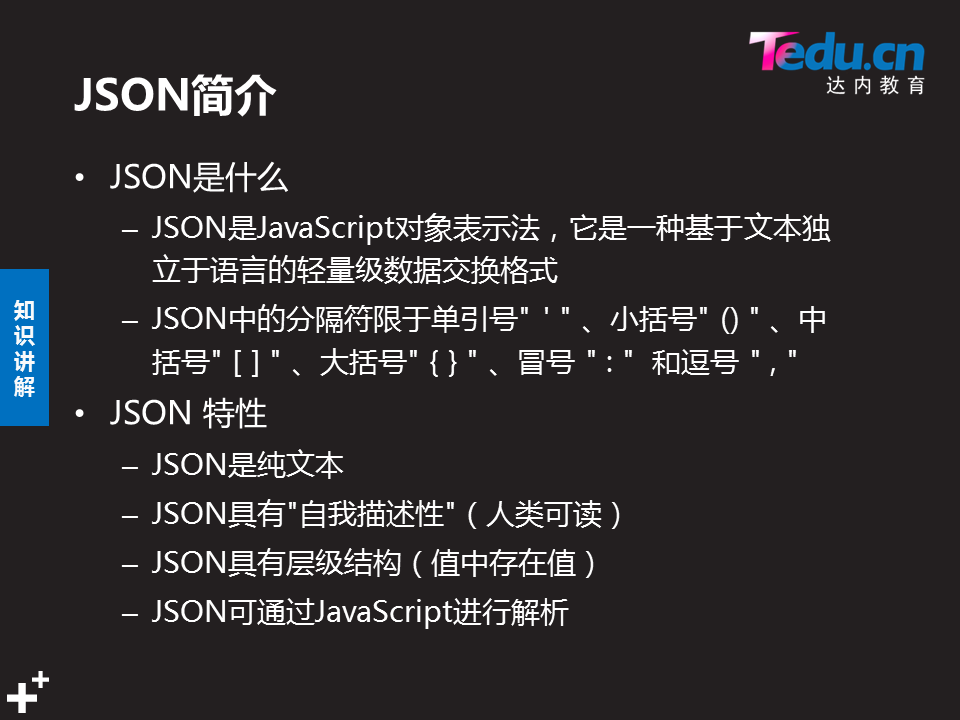 Tedu.cn
达内教育
JSON简介
• JSON是什么
– JSON是JavaScript对象表示法，它是一种基于文本独
立于语言的轻量级数据交换格式
– JSON中的分隔符限于单引号" ' " 、小括号" () " 、中
括号" [ ] " 、大括号" { } " 、冒号 " : " 和逗号 " , "
• JSON 特性
– JSON是纯文本
– JSON具有"自我描述性"（人类可读）
– JSON具有层级结构（值中存在值）
– JSON可通过JavaScript进行解析
知
识
讲
解